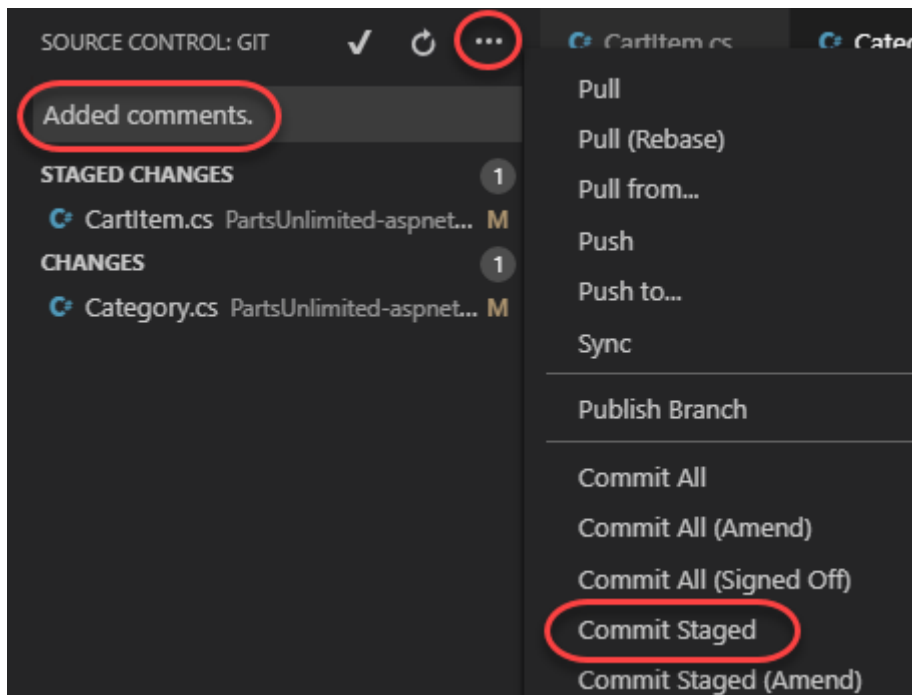 SOURCE CONTROL: GIT
C# CartItem.cs
C# Categ
Added comments.
STAGED CHANGES 1
C# CartItem.cs PartsUnlimited-aspnet... M
CHANGES 1
C# Category.cs PartsUnlimited-aspnet... M
Pull
Pull (Rebase)
Pull from...
Push
Push to...
Sync
Publish Branch
Commit All
Commit All (Amend)
Commit All (Signed Off)
Commit Staged
Commit Staged (Amend)